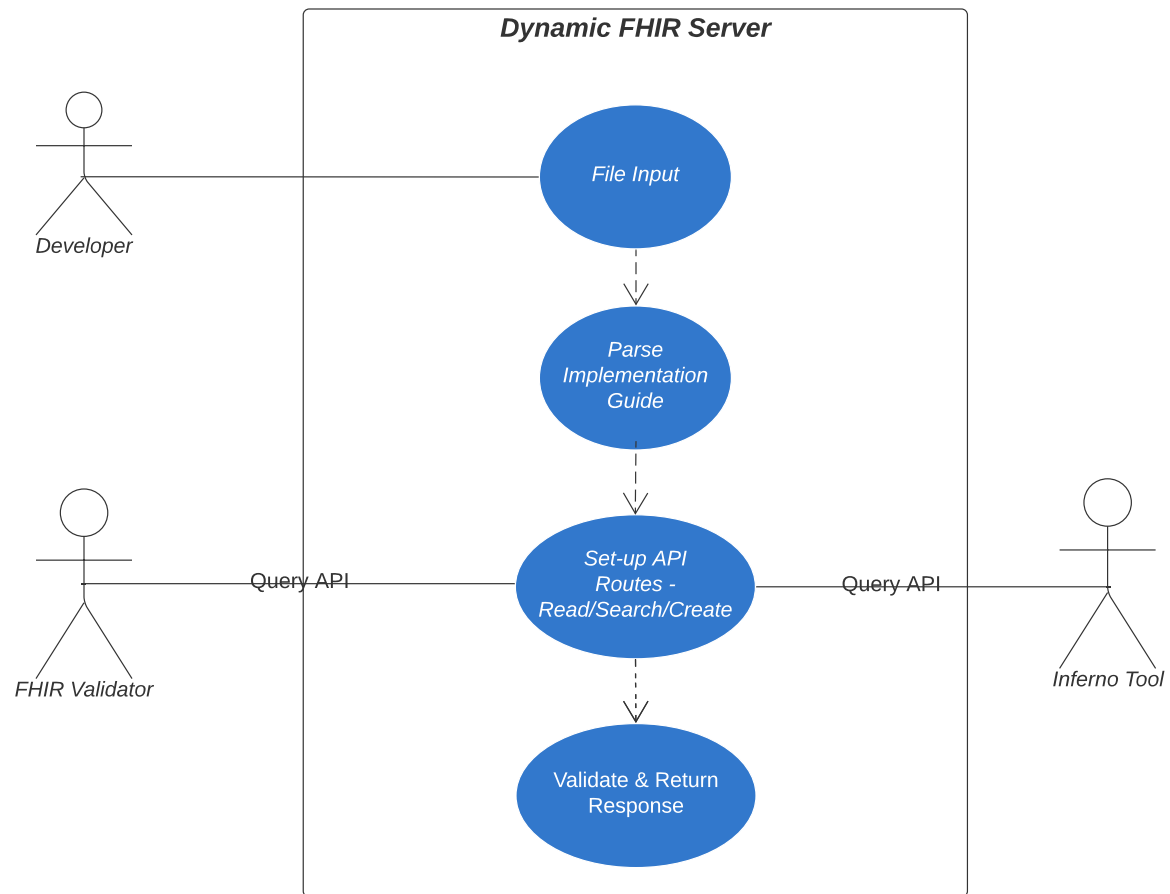 Dynamic FHIR Server
File Input
Developer
Parse
Implementation
Guide
Set-up API
Routes -
Read/Search/Create
Query API
Query API
FHIR Validator
Inferno Tool
Validate & Return
Response